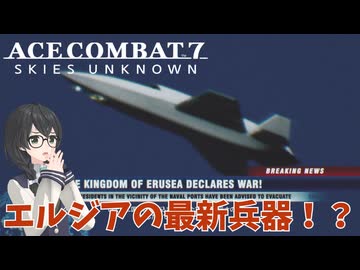 ACE COMBAT 7
SKIES UNKNOWN
BREAKING NEWS
E KINGDOM OF ERUSEA DECLARES WAR!
ESIDENTS IN THE VICINITY OF THE NAVAL PORTS HAVE BEEN ADVISED TO EVACUATE
エルジアの最新兵器！？